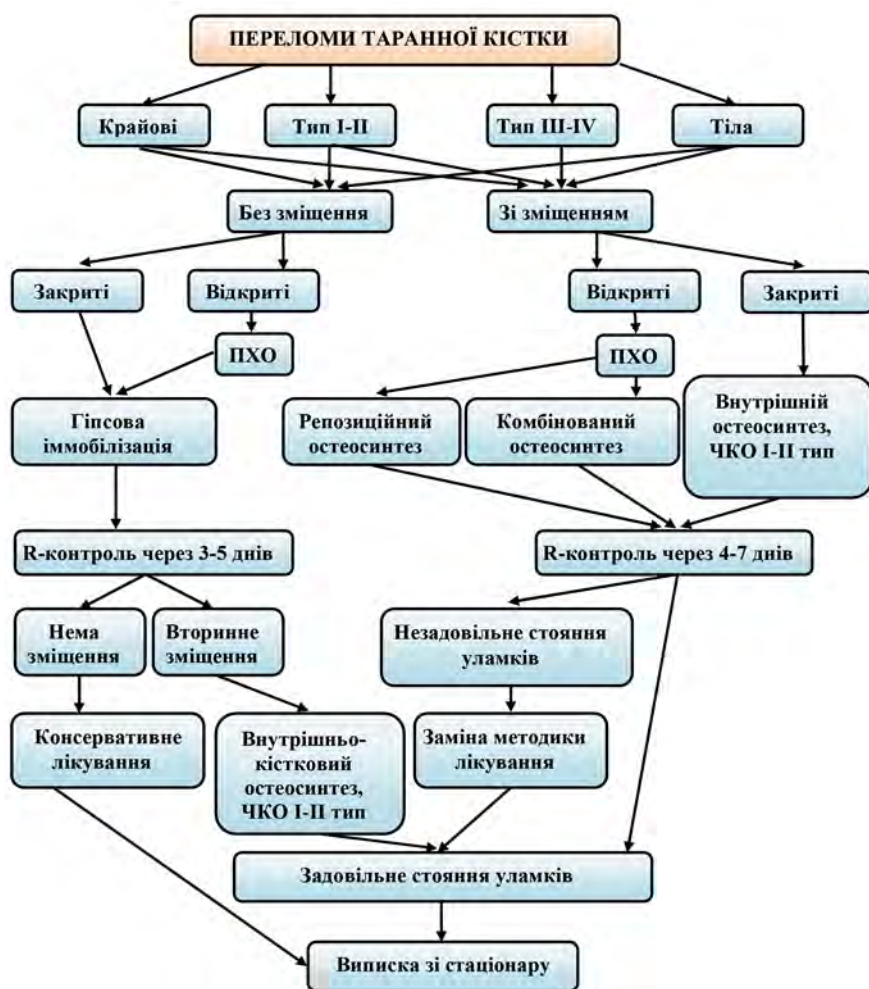 ПЕРЕЛОМИ ТАРАННОЇ КІСТКИ
Крайові
Тип I-II
Тип III-IV
Тіла
Без зміщення
Зі зміщенням
Закриті
Відкриті
Відкриті
Закриті
ПХО
ПХО
Гіпсова
іммобілізація
Репозиційний
остеосинтез
Комбінований
остеосинтез
Внутрішній
остеосинтез,
ЧКО I-II тип
R-контроль через 3-5 днів
R-контроль через 4-7 днів
Нема
зміщення
Вторинне
зміщення
Незадовільне стояння
уламків
Консервативне
лікування
Внутрішньо-
кістковий
остеосинтез,
ЧКО I-II тип
Заміна методики
лікування
Задовільне стояння уламків
Виписка зі стаціонару